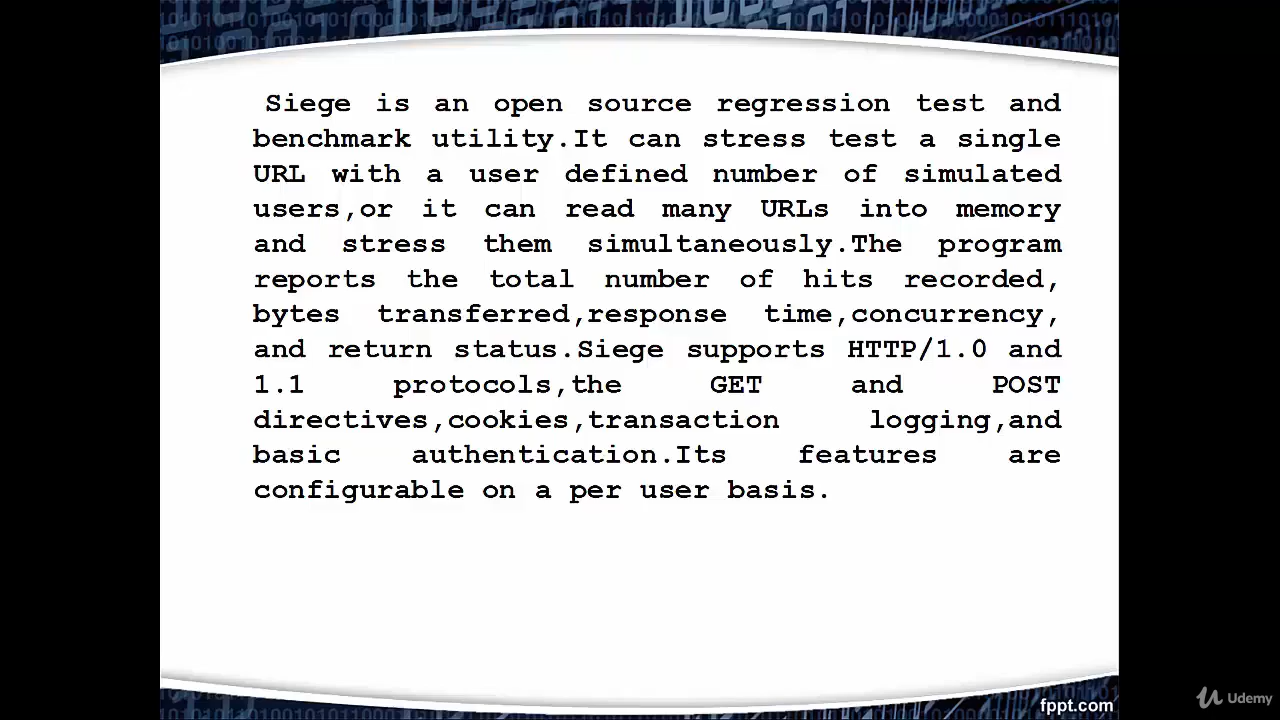 Siege is an open source regression test and
benchmark utility.It can stress test a single
URL with a user defined number of simulated
users,or it can read many URLs into memory
and stress them simultaneously.The program
reports the total number of hits recorded,
bytes transferred,response time,concurrency,
and return status.Siege supports HTTP/1.0 and
1.1 protocols,the GET and POST
directives,cookies,transaction logging,and
basic authentication.Its features are
configurable on a per user basis.
fppt.com
Udemy